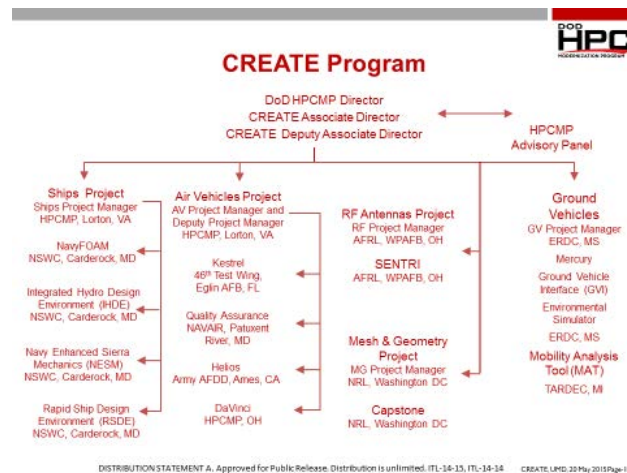 DOD
HPC
MODERNIZATION PROGRAM
CREATE Program
DoD HPCMP Director
CREATE Associate Director
CREATE Deputy Associate Director
HPCMP
Advisory Panel
Ships Project
Ships Project Manager
HPCMP, Lorton, VA
NavyFOAM
NSWC, Carderock, MD
Integrated Hydro Design
Environment (IHDE)
NSWC, Carderock, MD
Navy Enhanced Sierra
Mechanics (NESM)
NSWC, Carderock, MD
Rapid Ship Design
Environment (RSDE)
NSWC, Carderock, MD
Air Vehicles Project
AV Project Manager and
Deputy Project Manager
HPCMP, Lorton, VA
Kestrel
46th Test Wing,
Eglin AFB, FL
Quality Assurance
NAVAIR, Patuxent
River, MD
Helios
Army AFDD, Ames, CA
DaVinci
HPCMP, OH
RF Antennas Project
RF Project Manager
AFRL, WPAFB, OH
SENTRI
AFRL, WPAFB, OH
Mesh & Geometry
Project
MG Project Manager
NRL, Washington DC
Capstone
NRL, Washington DC
Ground
Vehicles
GV Project Manager
ERDC, MS
Mercury
Ground Vehicle
Interface (GVI)
Environmental
Simulator
ERDC, MS
Mobility Analysis
Tool (MAT)
TARDEC, MI
DISTRIBUTION STATEMENT A. Approved for Public Release. Distribution is unlimited. ITL-14-15, ITL-14-14
CREATE, UMD, 20 May 2015 Page-1